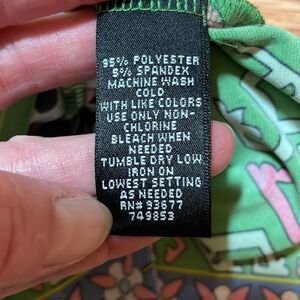 95% POLYESTER
5% SPANDEX
MACHINE WASH
COLD
WITH LIKE COLORS
USE ONLY NON-
CHLORINE
BLEACH WHEN
NEEDED
TUMBLE DRY LOW
IRON ON
LOWEST SETTING
AS NEEDED
RN# 93677
749853